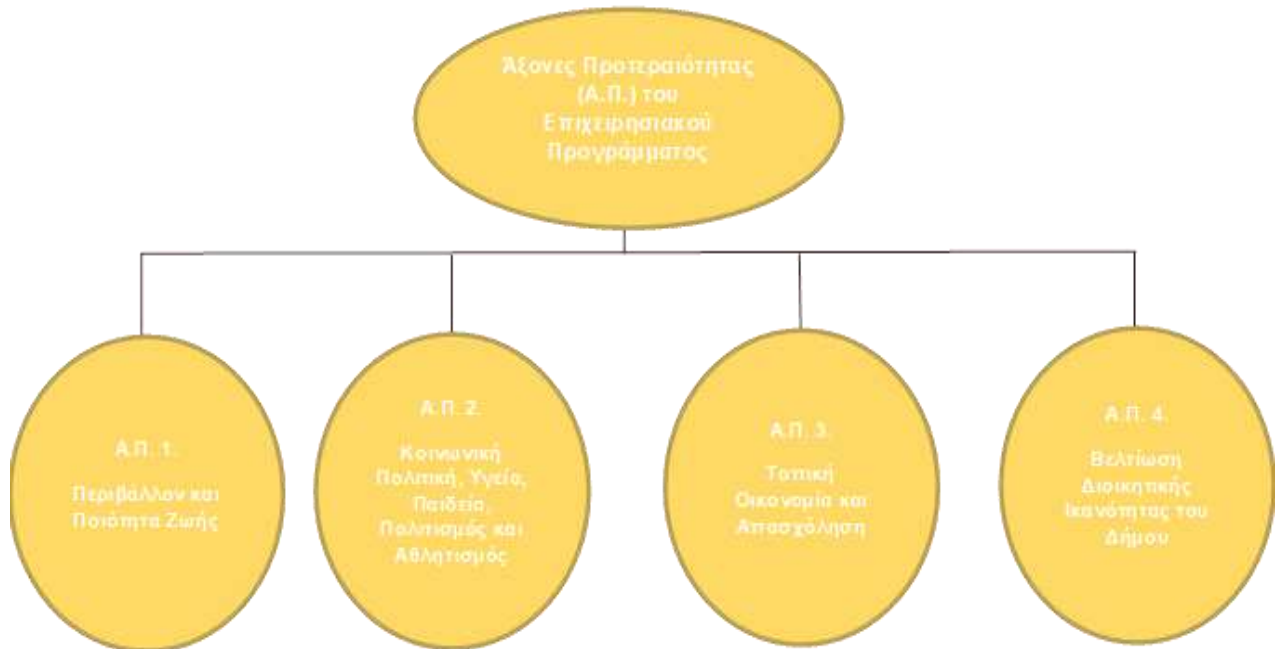 Άξονες Προτεραιότητας
(Α.Π.) του
Επιχειρησιακού
Προγράμματος
Α.Π. 1.
Περιβάλλον και
Ποιότητα Ζωής
Α.Π. 2.
Κοινωνική
Πολιτική, Υγεία,
Παιδεία,
Πολιτισμός και
Αθλητισμός
Α.Π. 3.
Τοπική
Οικονομία και
Απασχόληση
Α.Π. 4.
Βελτίωση
Διοικητικής
Ικανότητας του
Δήμου